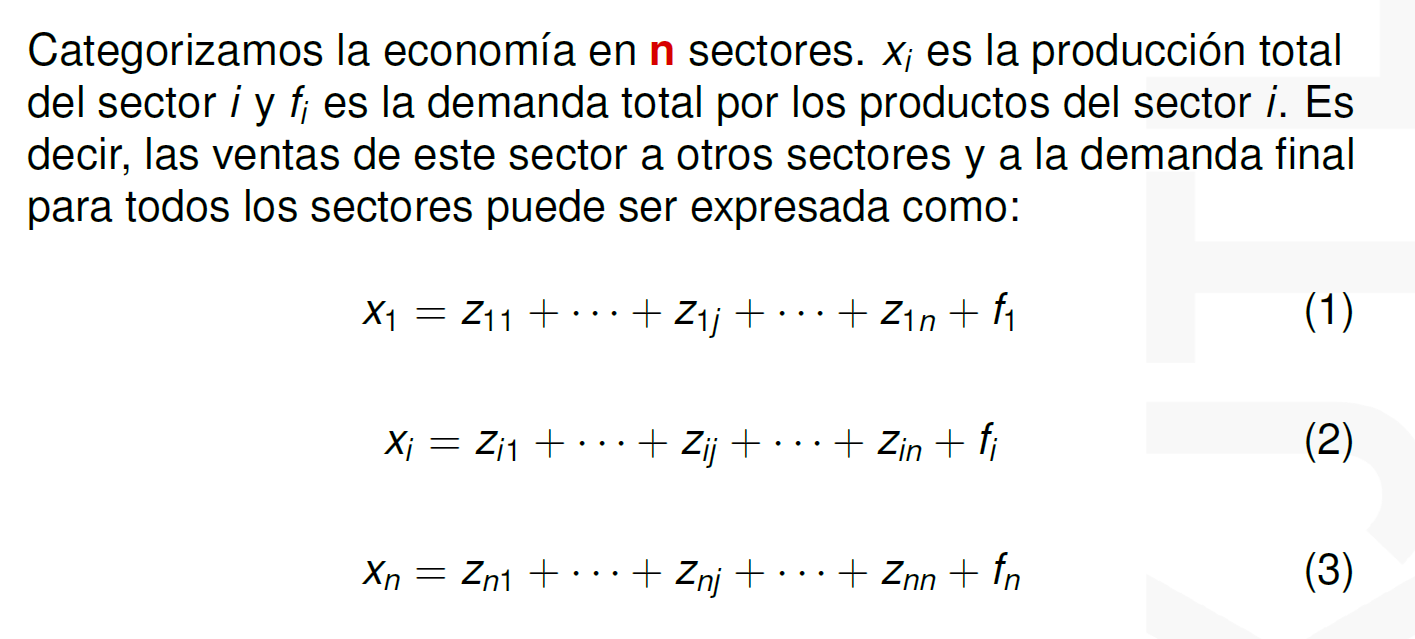 Categorizamos la economía en n sectores. xᵢ es la producción total
del sector i y fᵢ es la demanda total por los productos del sector i. Es
decir, las ventas de este sector a otros sectores y a la demanda final
para todos los sectores puede ser expresada como:
x₁ = z₁₁ + ··· + z₁ⱼ + ··· + z₁ₙ + f₁ (1)
xᵢ = zᵢ₁ + ··· + zᵢⱼ + ··· + zᵢₙ + fᵢ (2)
xₙ = zₙ₁ + ··· + zₙⱼ + ··· + zₙₙ + fₙ (3)